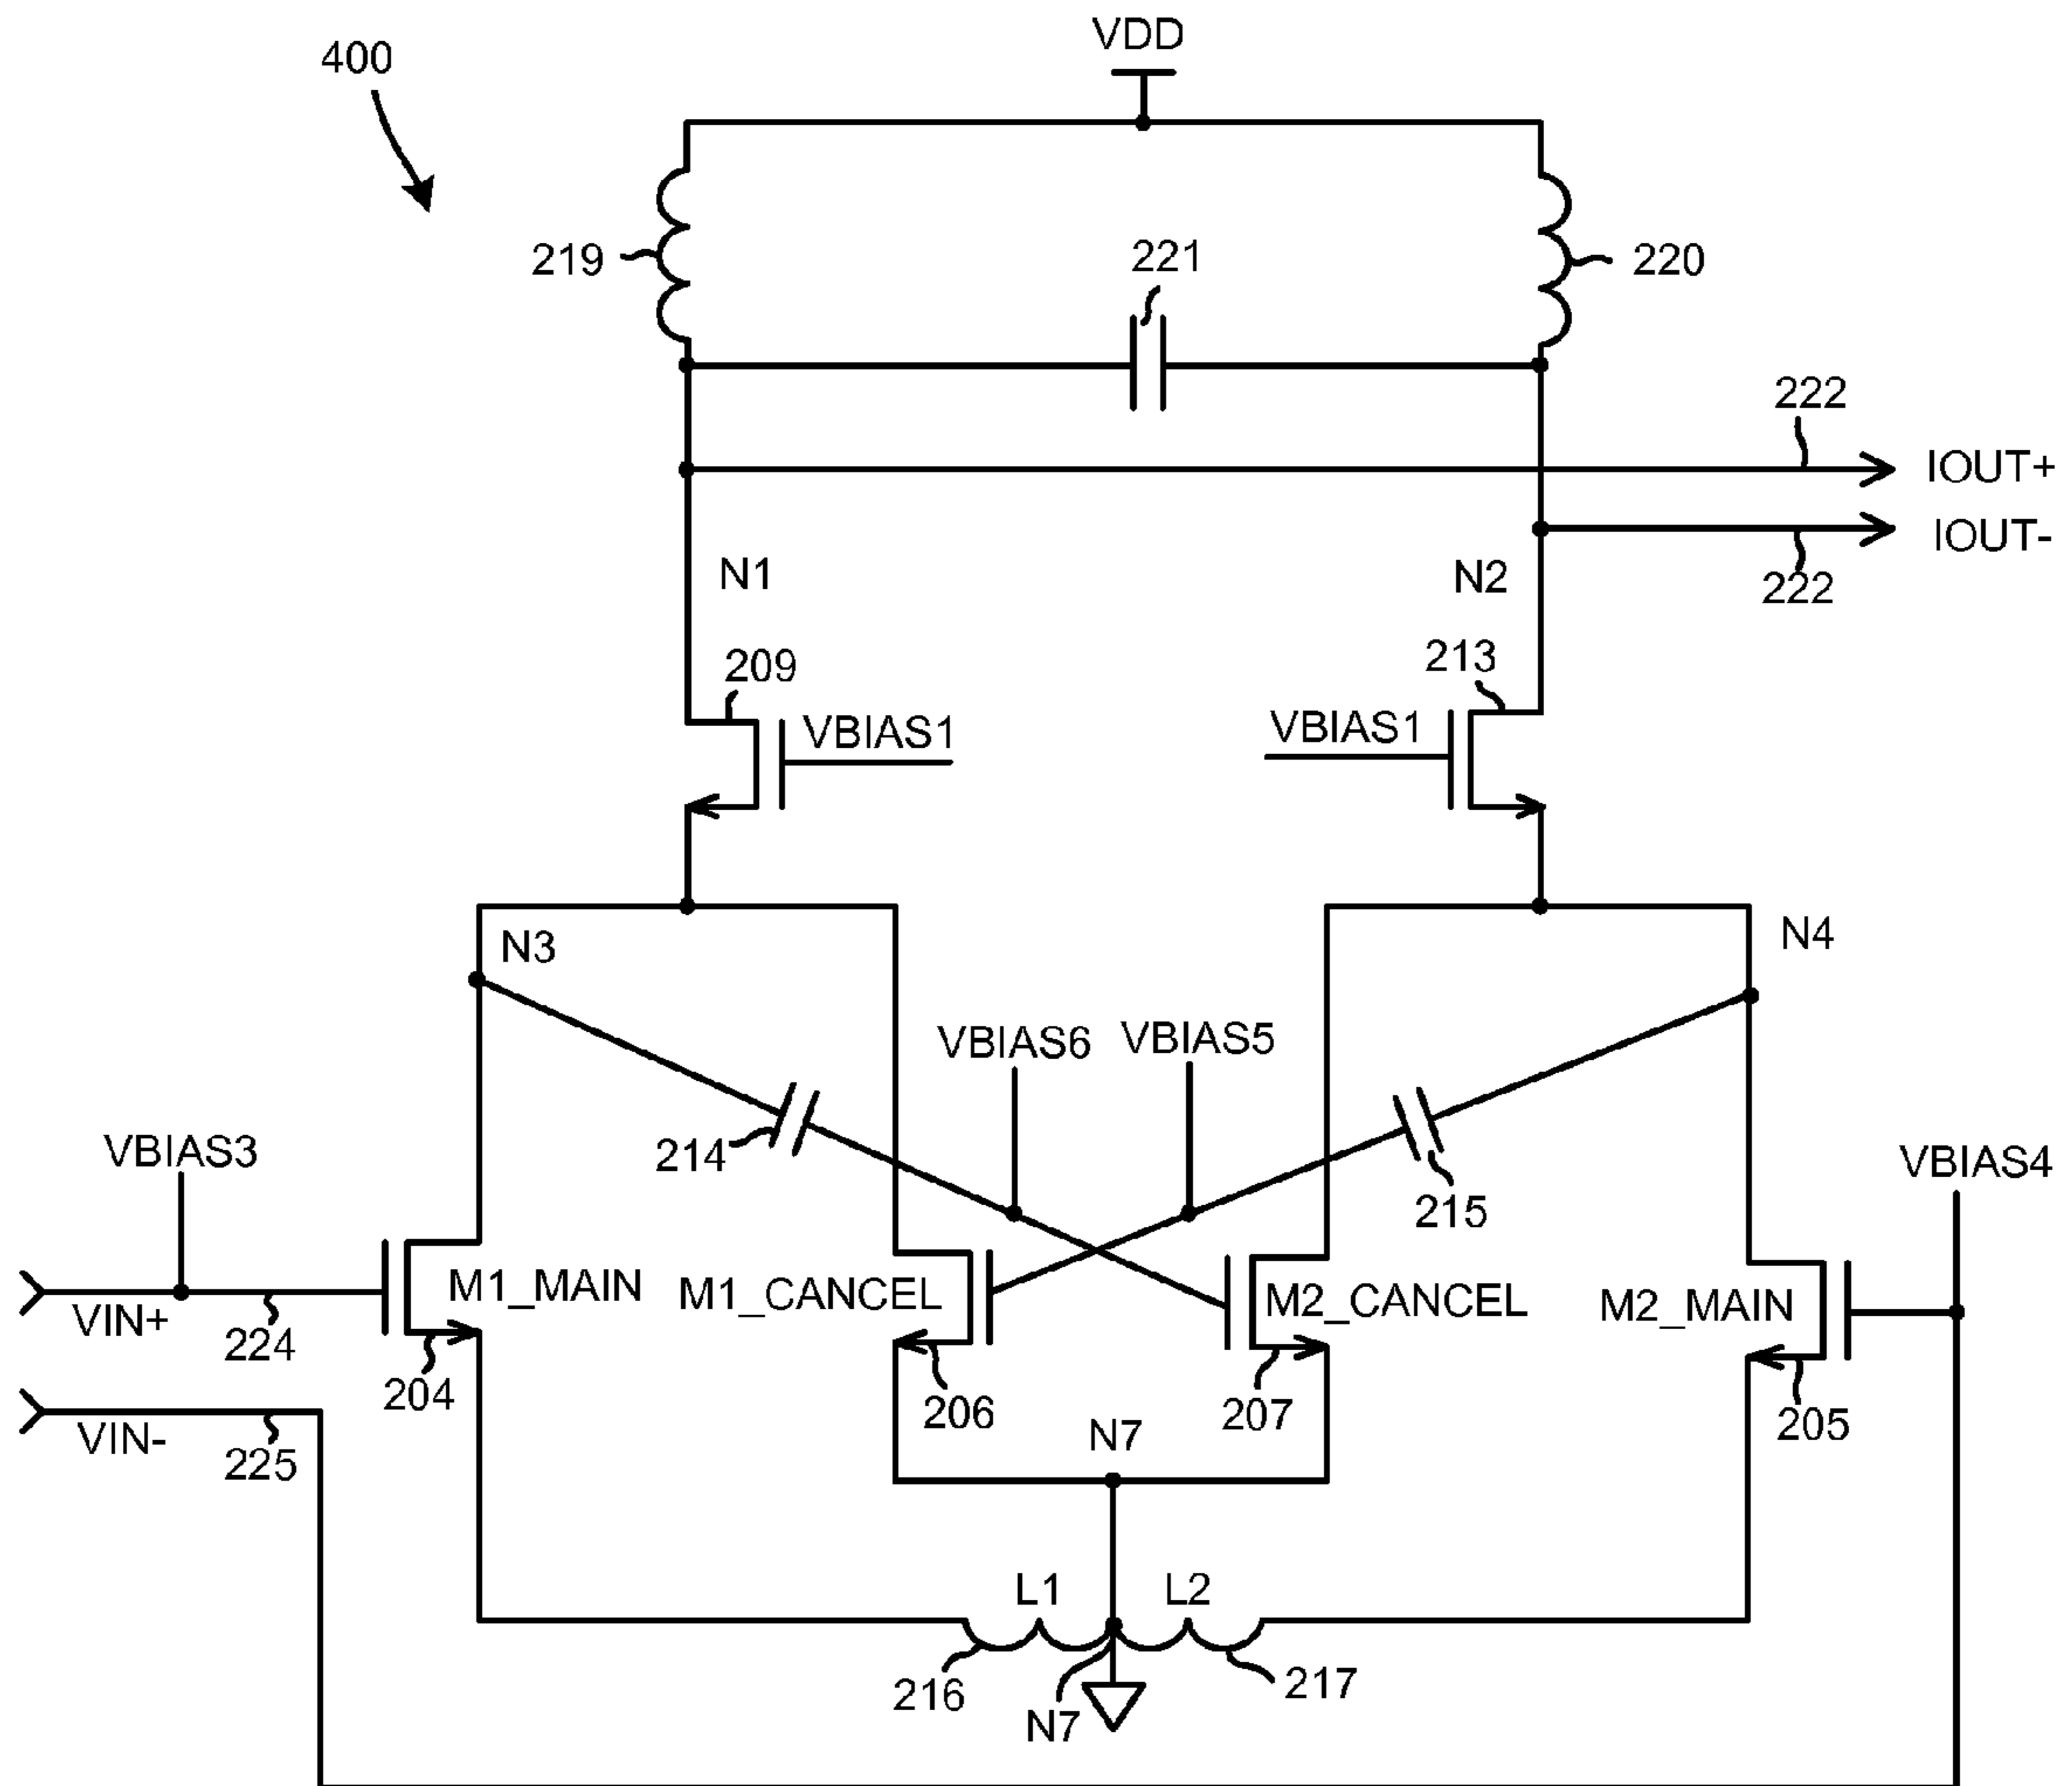 VDD
400
219
221
220
222
IOUT+
IOUT-
222
N1
N2
209
213
VBIAS1
VBIAS1
N3
N4
VBIAS6
VBIAS5
214
215
VBIAS3
VBIAS4
VIN+
224
M1_MAIN
M1_CANCEL
M2_CANCEL
M2_MAIN
204
206
207
205
VIN-
225
N7
L1
L2
216
217
N7